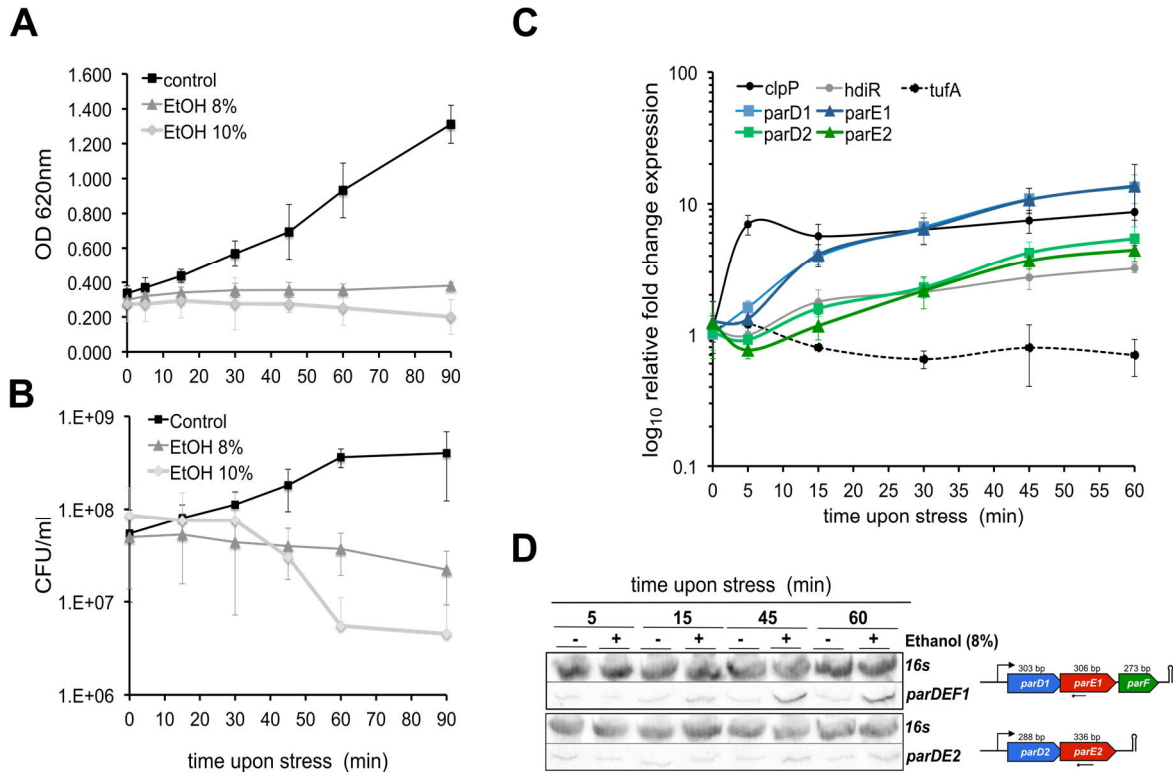 A
1.600
1.400
1.200
1.000
0.800
0.600
0.400
0.200
0.000
OD 620nm
control
EtOH 8%
EtOH 10%
0 10 20 30 40 50 60 70 80 90
B
1.E+09
1.E+08
1.E+07
1.E+06
CFU/ml
Control
EtOH 8%
EtOH 10%
0 10 20 30 40 50 60 70 80 90
time upon stress (min)
C
100
10
1
0.1
log10 relative fold change expression
clpP hdiR tufA
parD1 parE1
parD2 parE2
0 5 10 15 20 25 30 35 40 45 50 55 60
time upon stress (min)
D
time upon stress (min)
5 15 45 60
- + - + - + - + Ethanol (8%)
16s
parDEF1
16s
parDE2
303 bp 306 bp 273 bp
parD1 parE1 parF
288 bp 336 bp
parD2 parE2